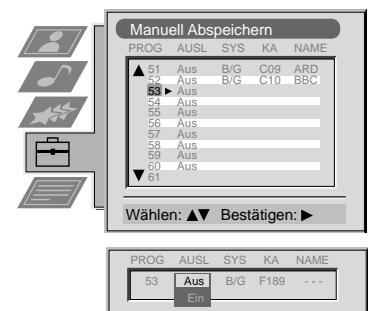 Manuell Abspeichern
PROG AUSL SYS KA NAME
51 Aus B/G C09 ARD
52 Aus B/G C10 BBC
53 Aus
54 Aus
55 Aus
56 Aus
57 Aus
58 Aus
59 Aus
60 Aus
61
Wählen: ▲▼ Bestätigen: ▶
PROG AUSL SYS KA NAME
53 Aus B/G F189 - - -
Ein